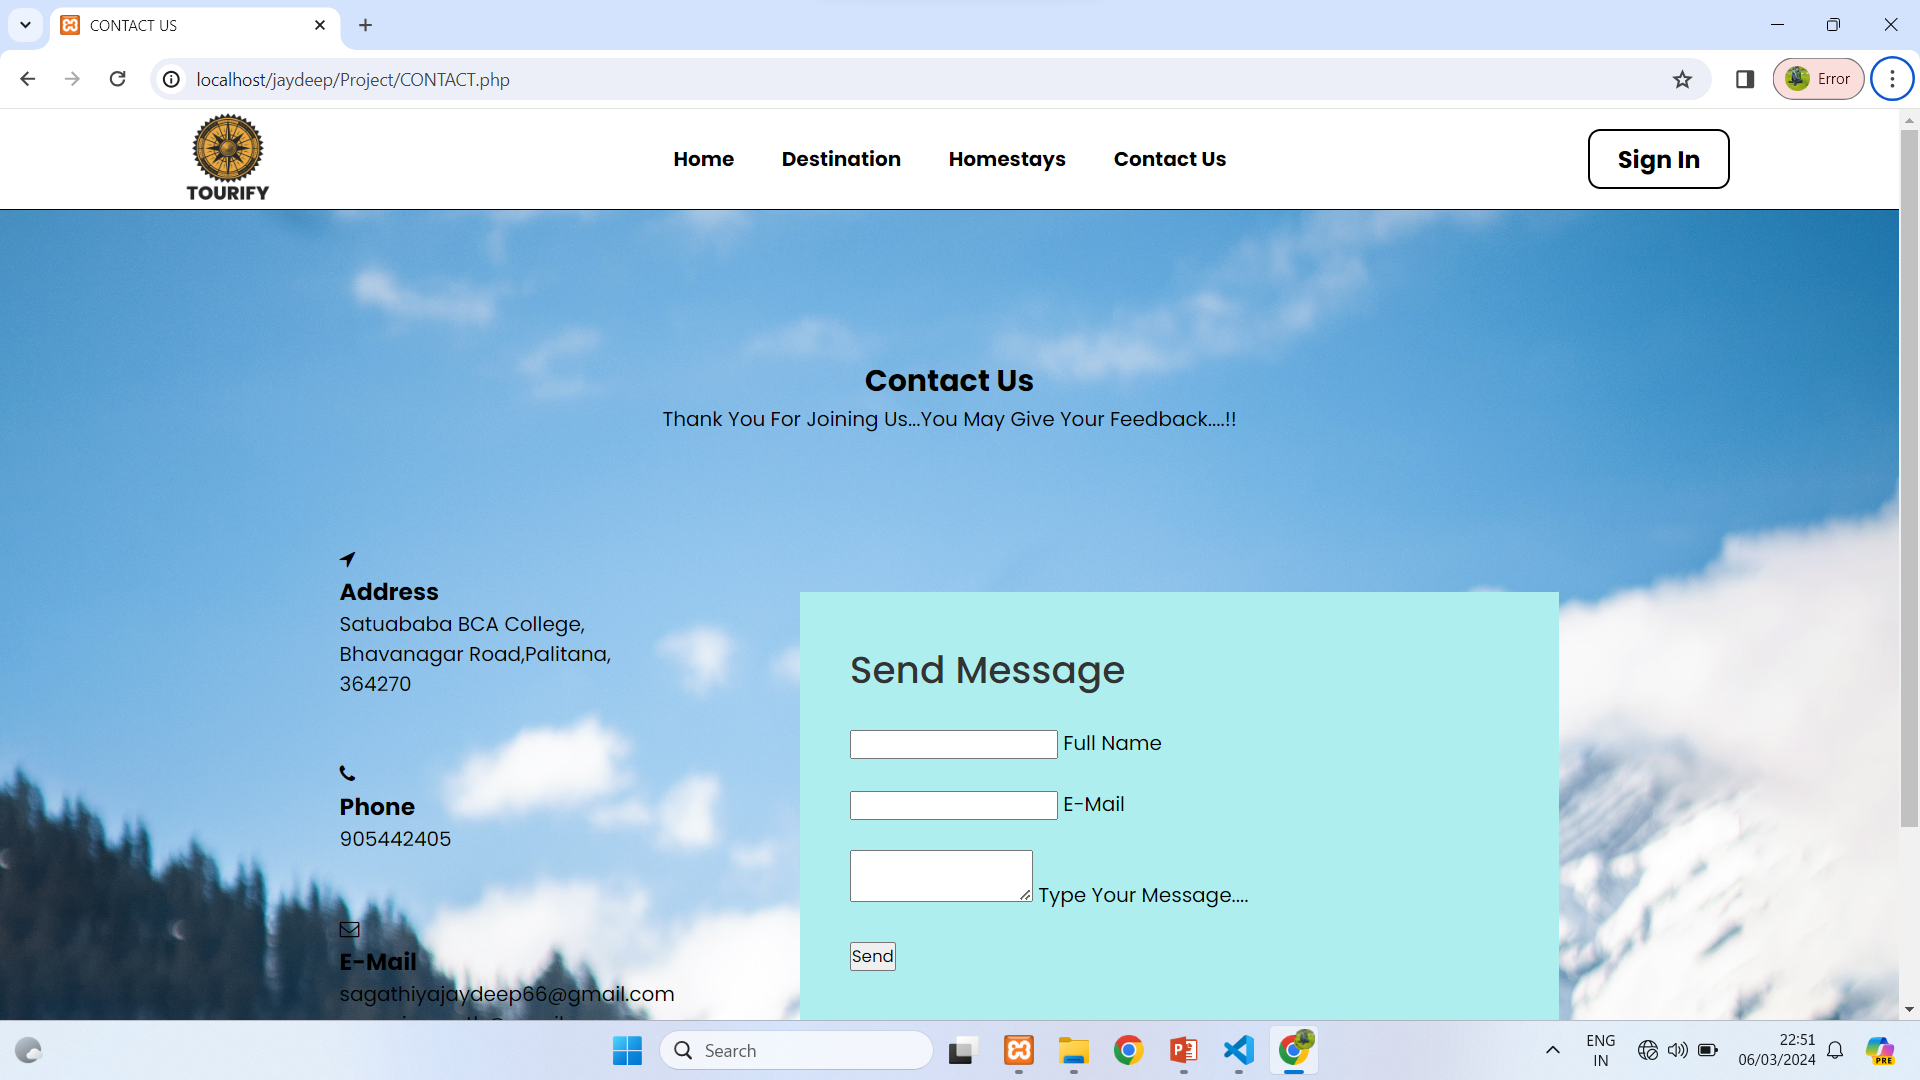 CONTACT US
localhost/jaydeep/Project/CONTACT.php
Error
TOURIFY
Home
Destination
Homestays
Contact Us
Sign In
Contact Us
Thank You For Joining Us...You May Give Your Feedback....!!
Address
Satuababa BCA College,
Bhavanagar Road,Palitana,
364270
Phone
905442405
E-Mail
sagathiyajaydeep66@gmail.com
Send Message
Full Name
E-Mail
Type Your Message....
Send
Search
ENG
IN
22:51
06/03/2024
PRE